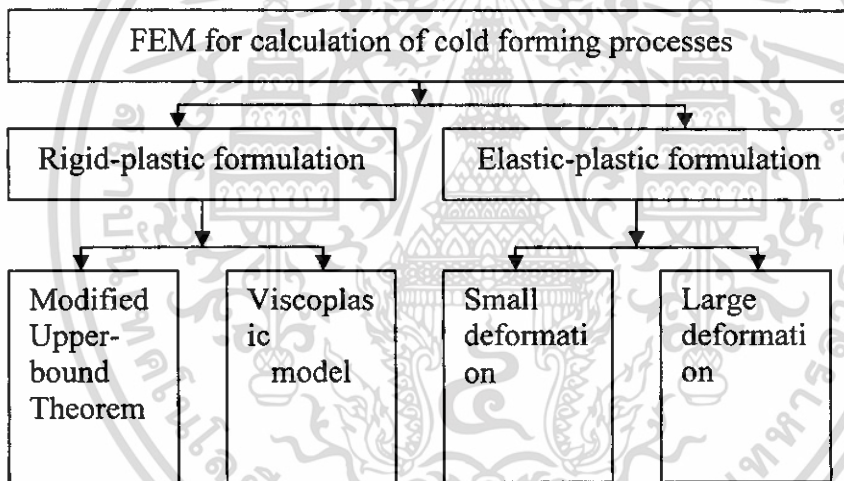 FEM for calculation of cold forming processes
Rigid-plastic formulation
Elastic-plastic formulation
Modified
Upper-
bound
Theorem
Viscoplas
ic
model
Small
deformati
on
Large
deformati
on